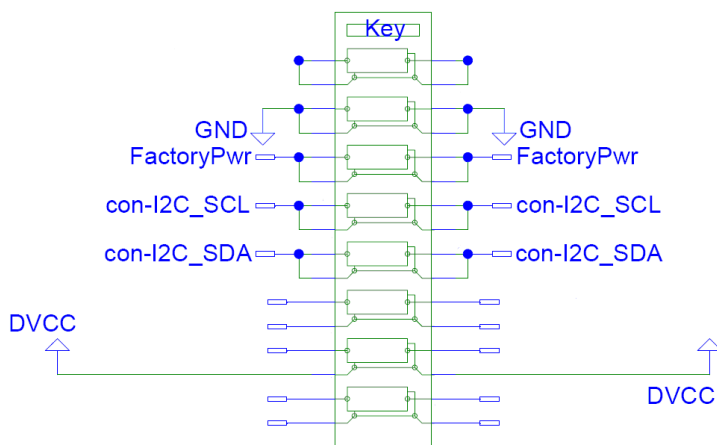 Key
GND GND
FactoryPwr FactoryPwr
con-I2C_SCL con-I2C_SCL
con-I2C_SDA con-I2C_SDA
DVCC
DVCC